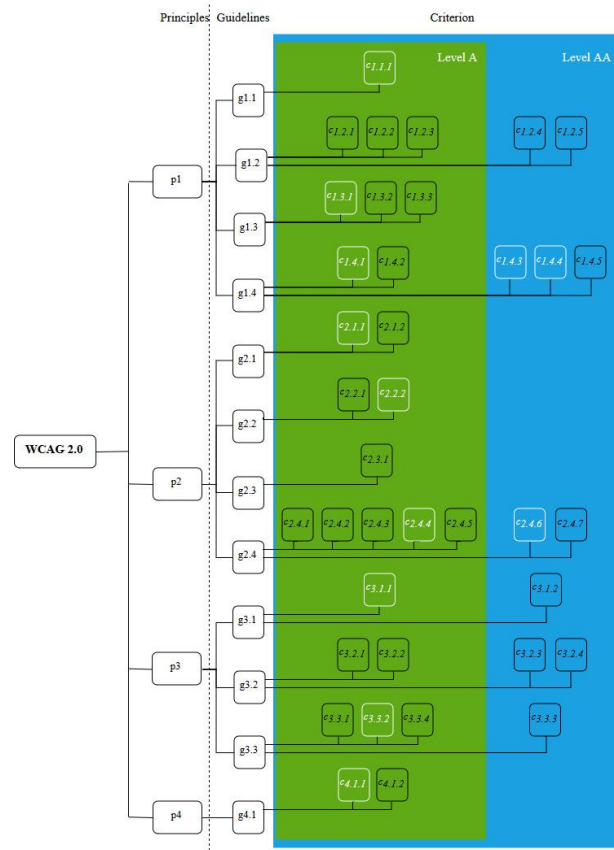 Principles Guidelines Criterion
Level A Level AA
c1.1.1
g1.1
c1.2.1 c1.2.2 c1.2.3 c1.2.4 c1.2.5
g1.2
p1
c1.3.1 c1.3.2 c1.3.3
g1.3
c1.4.1 c1.4.2 c1.4.3 c1.4.4 c1.4.5
g1.4
c2.1.1 c2.1.2
g2.1
c2.2.1 c2.2.2
g2.2
WCAG 2.0
c2.3.1
p2 g2.3
c2.4.1 c2.4.2 c2.4.3 c2.4.4 c2.4.5 c2.4.6 c2.4.7
g2.4
c3.1.1 c3.1.2
g3.1
c3.2.1 c3.2.2 c3.2.3 c3.2.4
p3
g3.2
c3.3.1 c3.3.2 c3.3.4 c3.3.3
g3.3
c4.1.1 c4.1.2
p4 g4.1